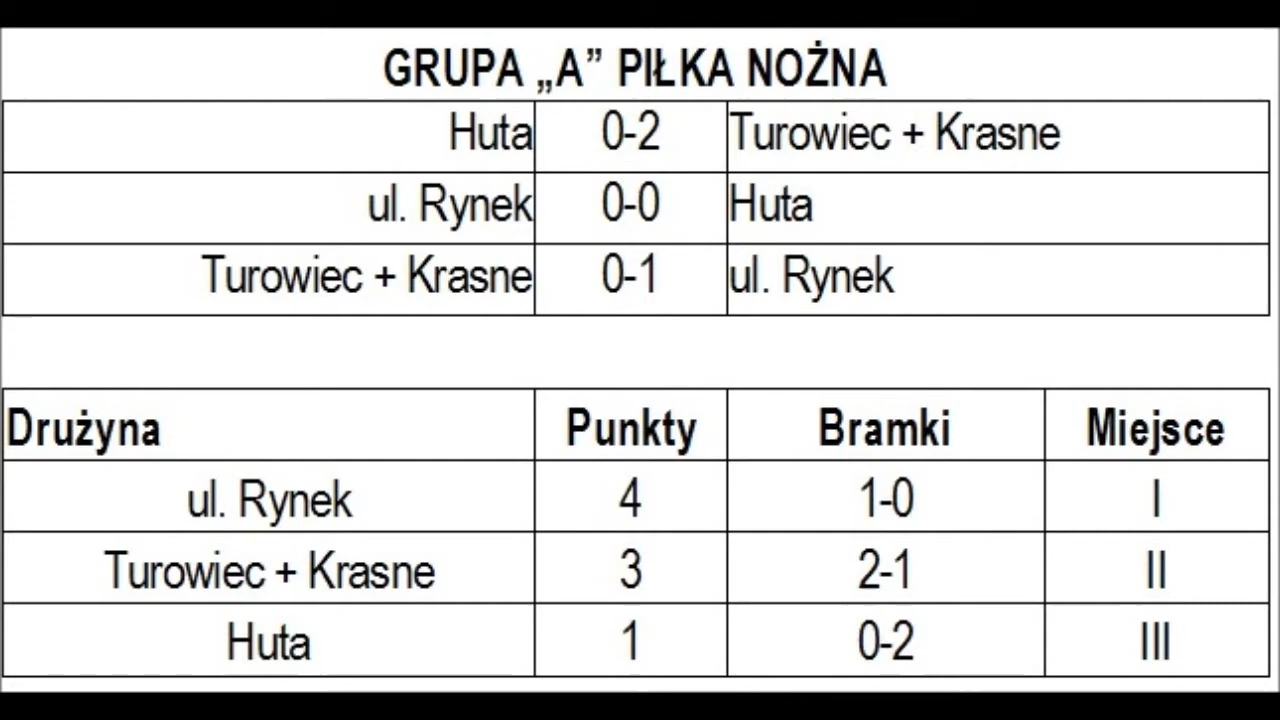 GRUPA „A” PIŁKA NOŻNA
Huta 0-2 Turowiec + Krasne
ul. Rynek 0-0 Huta
Turowiec + Krasne 0-1 ul. Rynek
Drużyna Punkty Bramki Miejsce
ul. Rynek 4 1-0 I
Turowiec + Krasne 3 2-1 II
Huta 1 0-2 III